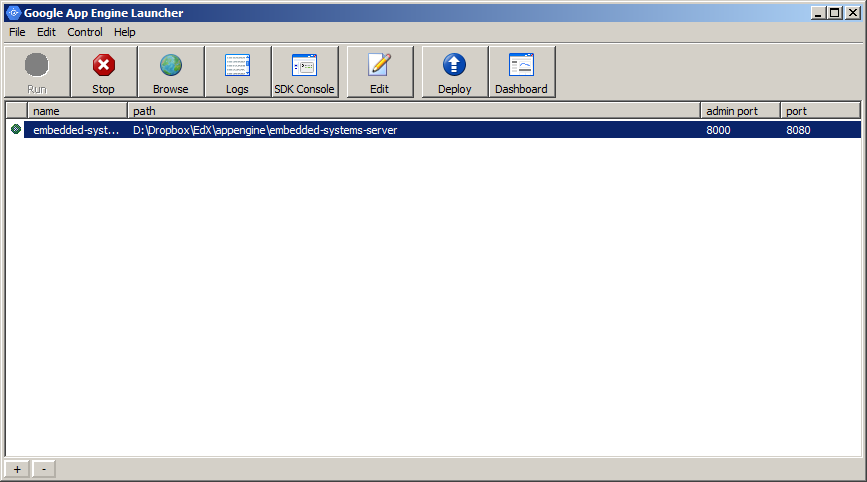 Google App Engine Launcher
File Edit Control Help
Run Stop Browse Logs SDK Console Edit Deploy Dashboard
name path admin port port
embedded-syst... D:\Dropbox\EdX\appengine\embedded-systems-server 8000 8080
+ -